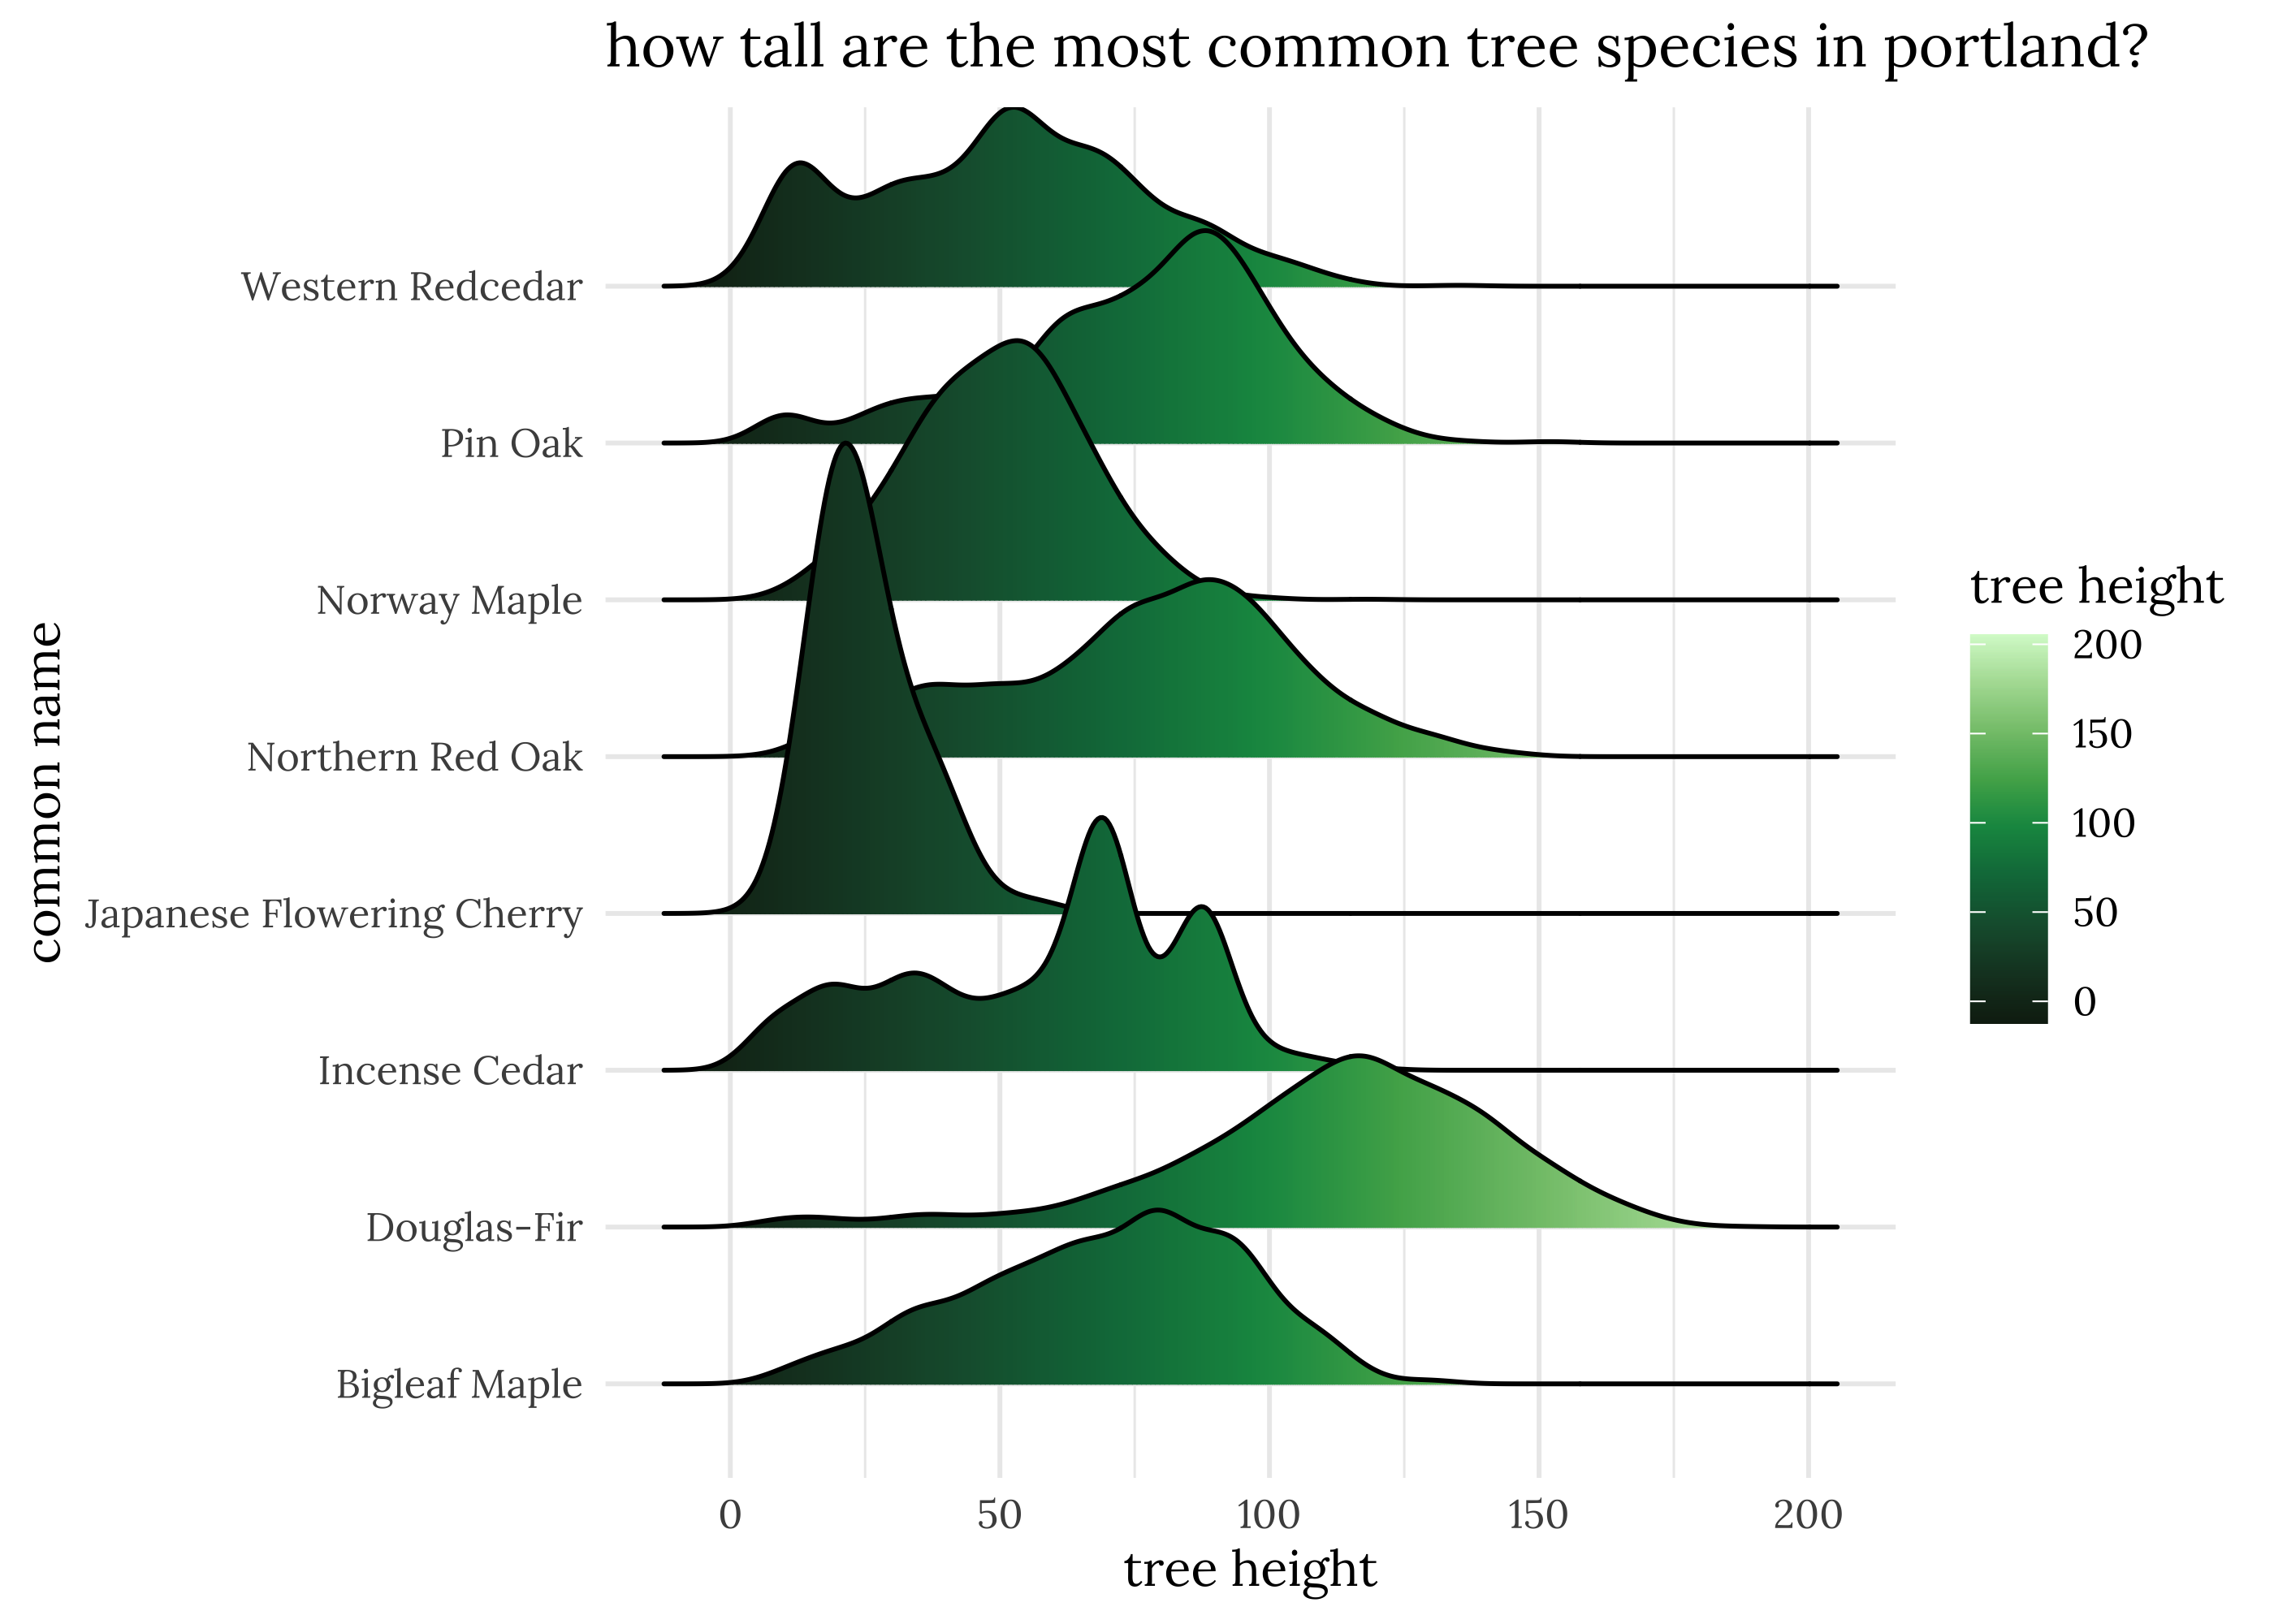 how tall are the most common tree species in portland?
common name
Western Redcedar
Pin Oak
Norway Maple
Northern Red Oak
Japanese Flowering Cherry
Incense Cedar
Douglas-Fir
Bigleaf Maple
0 50 100 150 200
tree height
tree height
200
150
100
50
0